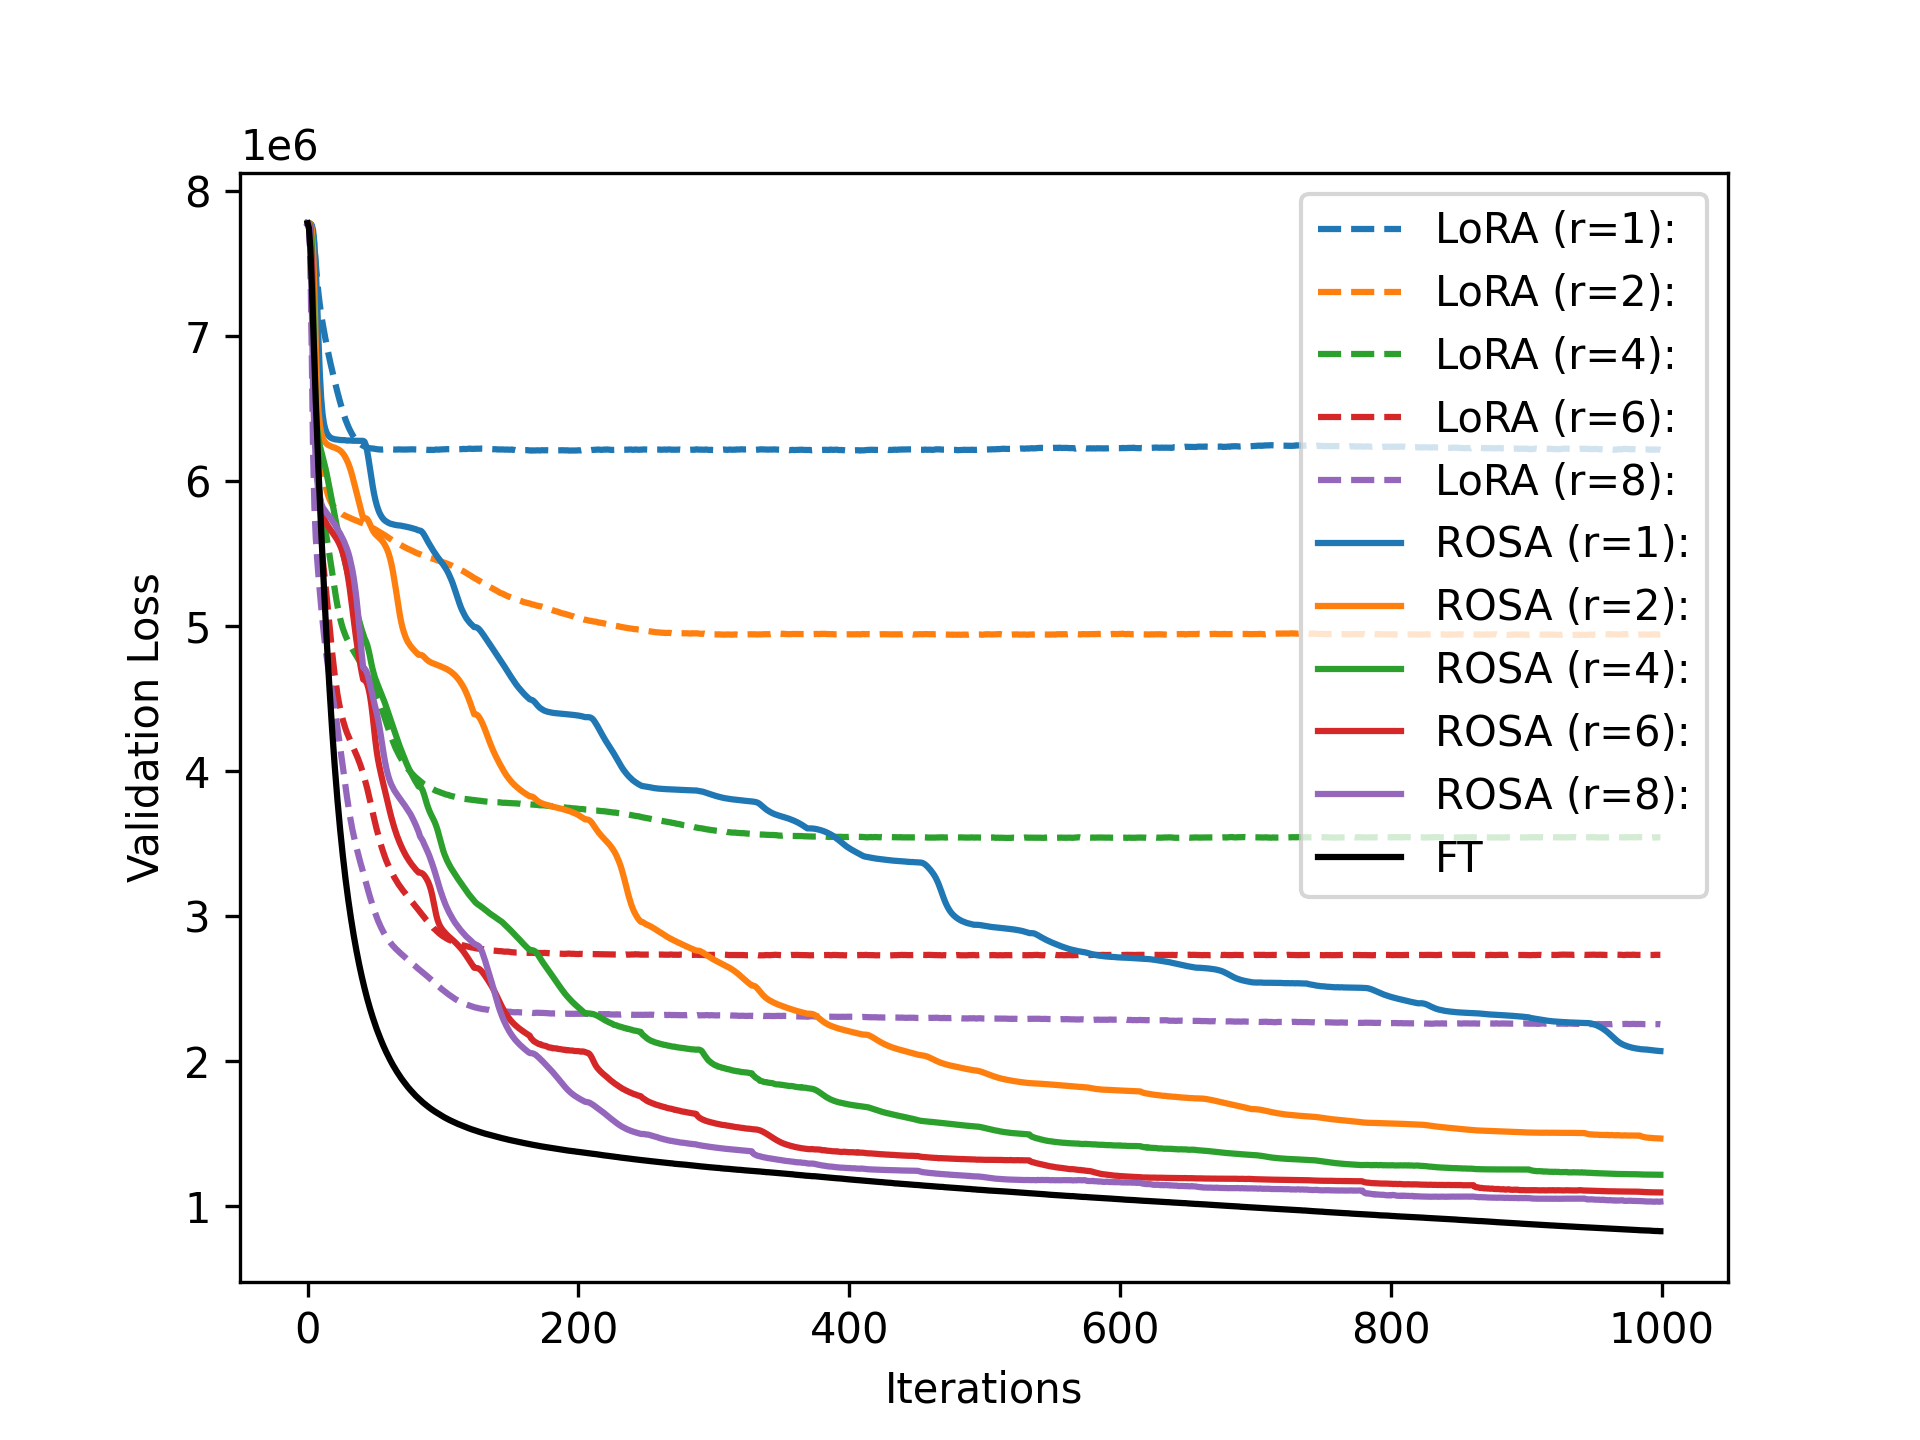 1e6
8
7
6
5
4
3
2
1
Validation Loss
0 200 400 600 800 1000
Iterations
LoRA (r=1):
LoRA (r=2):
LoRA (r=4):
LoRA (r=6):
LoRA (r=8):
ROSA (r=1):
ROSA (r=2):
ROSA (r=4):
ROSA (r=6):
ROSA (r=8):
FT